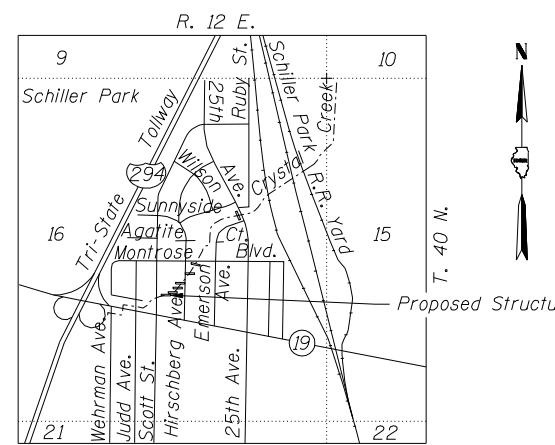 R. 12 E.
9
10
N
Schiller Park
Tollway
Tri-State
294
25th
Ave.
Ruby St.
Schiller Park
R.R. Yard
Creek
Crystal
Wilson
Sunnyside
Agatite
Ct.
Montrose
Blvd.
16
15
T. 40 N.
Proposed Structu
19
Wehrman Ave.
Judd Ave.
Scott St.
Hirschberg Ave.
Emerson
Ave.
25th Ave.
21
22